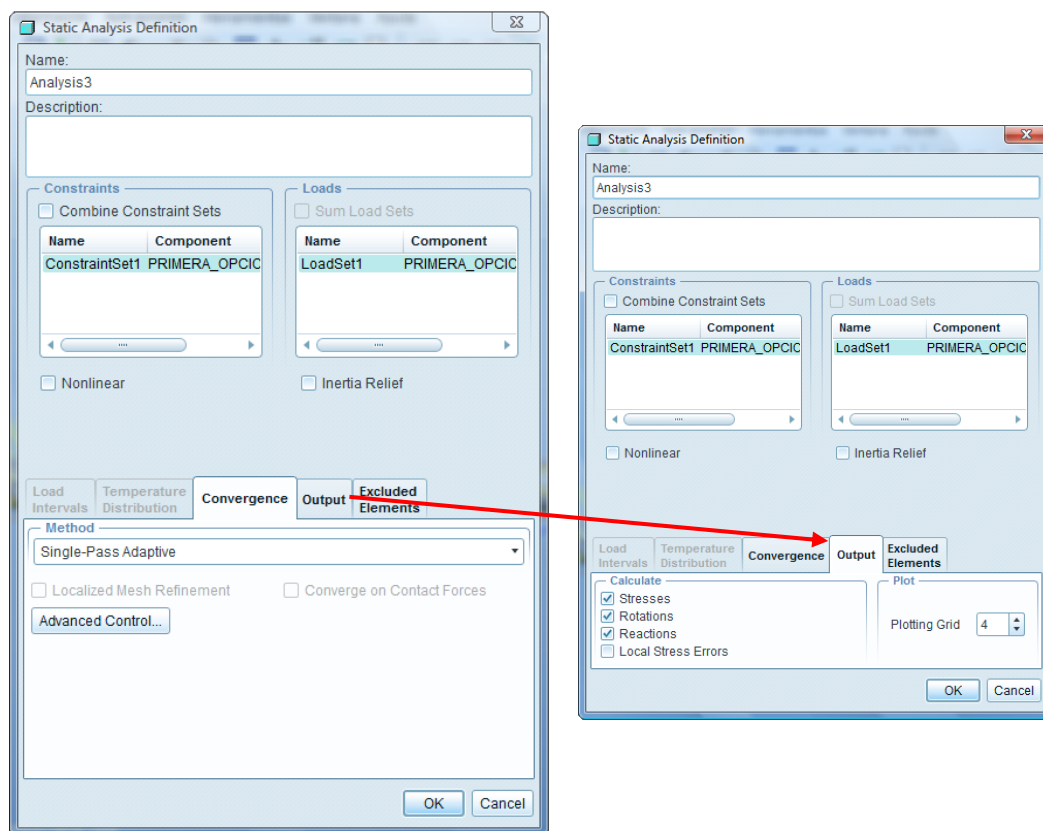 Static Analysis Definition
Name:
Analysis3
Description:
Constraints
Loads
Combine Constraint Sets
Sum Load Sets
Name Component
Name Component
ConstraintSet1 PRIMERA_OPCIC
LoadSet1 PRIMERA_OPCIC
Nonlinear
Inertia Relief
Load Intervals
Temperature Distribution
Convergence
Output
Excluded Elements
Method
Single-Pass Adaptive
Localized Mesh Refinement
Converge on Contact Forces
Advanced Control...
OK
Cancel
Static Analysis Definition
Name:
Analysis3
Description:
Constraints
Loads
Combine Constraint Sets
Sum Load Sets
Name Component
Name Component
ConstraintSet1 PRIMERA_OPCIC
LoadSet1 PRIMERA_OPCIC
Nonlinear
Inertia Relief
Load Intervals
Temperature Distribution
Convergence
Output
Excluded Elements
Calculate
Plot
Stresses
Rotations
Reactions
Local Stress Errors
Plotting Grid 4
OK
Cancel